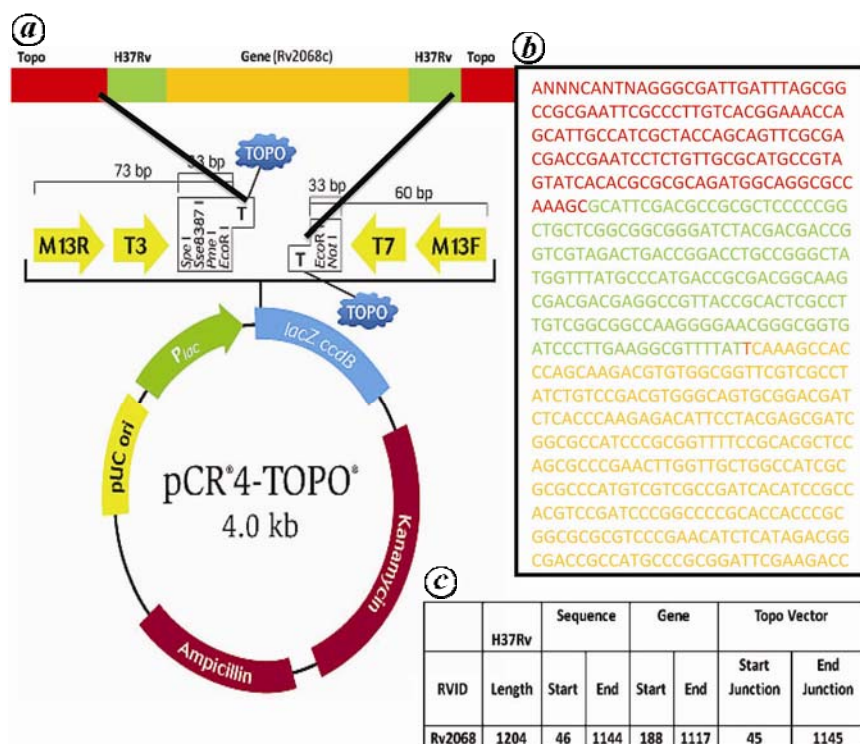 a
Topo H37Rv Gene (Rv2068c) H37Rv Topo
TOPO
33 bp
73 bp
33 bp
60 bp
M13R T3
Spe I
Sse8387 I
Pme I
EcoR I
T
T
EcoR I
Not I
T7 M13F
TOPO
Plac
lacZ ccdB
pUC ori
pCR®4-TOPO®
4.0 kb
Kanamycin
Ampicillin
b
ANNNCANTNAGGGCGATTGATTTAGCGG
CCGCGAATTCGCCCTTGTCACGGAAACCA
GCATTGCCATCGCTACCAGCAGTTCGCGA
CGACCGAATCCTCTGTTGCGCATGCCGTA
GTATCACACGCGCGCAGATGGCAGGCGCC
AAAGCGCATTCGACGCCGCGCTCCCCCGG
CTGCTCGGCGGCGGGATCTACGACGACCG
GTCGTAGACTGACCGGACCTGCCGGGCTA
TGGTTTATGCCCATGACCGCGACGGCAAG
CGACGACGAGGCCGTTACCGCACTCGCCT
TGTCGGCGGCCAAGGGGAACGGGCGGTG
ATCCCTTGAAGGCGTTTTATTCAAAGCCAC
CCAGCAAGACGTGTGGCGGTTCGTCGCCT
ATCTGTCCGACGTGGGCAGTGCGGACGAT
CTCACCCAAGAGACATTCCTACGAGCGATC
GGCGCCATCCCGCGGTTTTCCGCACGCTCC
AGCGCCCGAACTTGGTTGCTGGCCATCGC
GCGCCCATGTCGTCGCCGATCACATCCGCC
ACGTCCGATCCCGGCCCCGCACCACCCGC
GGCGCGCGTCCCGAACATCTCATAGACGG
CGACCGCCATGCCCGCGGATTCGAAGACC
c
H37Rv Sequence Gene Topo Vector
RVID Length Start End Start End Start Junction End Junction
Rv2068 1204 46 1144 188 1117 45 1145